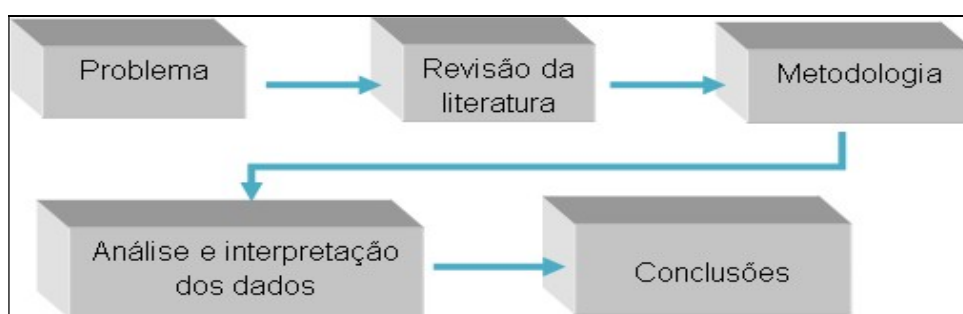 Problema
Revisão da
literatura
Metodologia
Análise e interpretação
dos dados
Conclusões